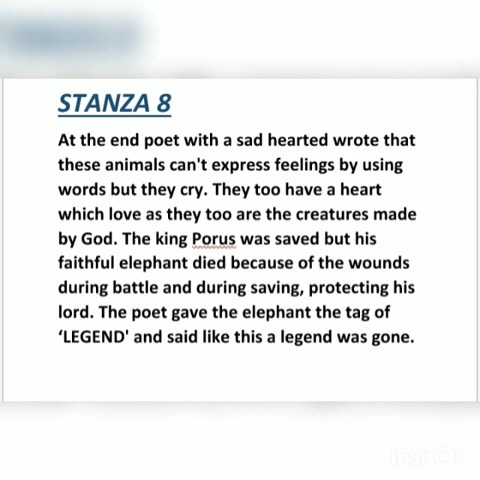 STANZA 8
At the end poet with a sad hearted wrote that
these animals can't express feelings by using
words but they cry. They too have a heart
which love as they too are the creatures made
by God. The king Porus was saved but his
faithful elephant died because of the wounds
during battle and during saving, protecting his
lord. The poet gave the elephant the tag of
‘LEGEND' and said like this a legend was gone.
inshOt